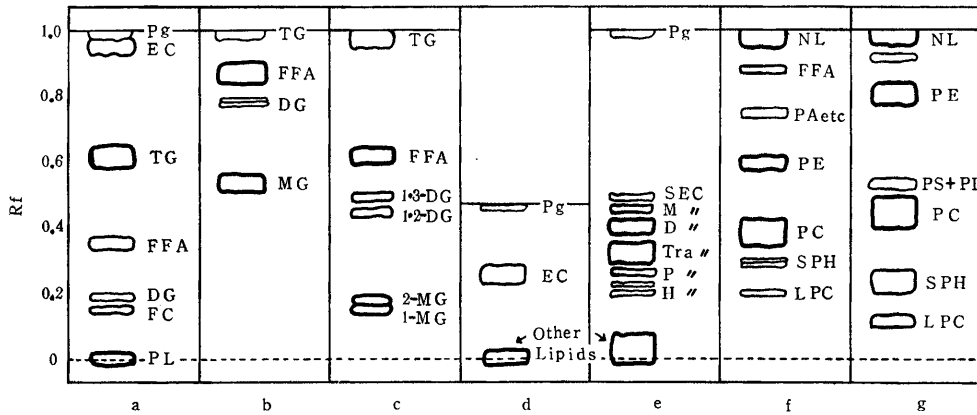 Rf
1.0
0.8
0.6
0.4
0.2
0
Pg
EC
TG
FFA
DG
FC
PL
a
TG
FFA
DG
MG
b
TG
FFA
1·3-DG
1·2-DG
2-MG
1-MG
c
Pg
EC
Other
Lipids
d
Pg
SEC
M 〃
D 〃
Tra 〃
P 〃
H 〃
e
NL
FFA
PAetc
PE
PC
SPH
LPC
f
NL
PE
PS+PI
PC
SPH
LPC
g